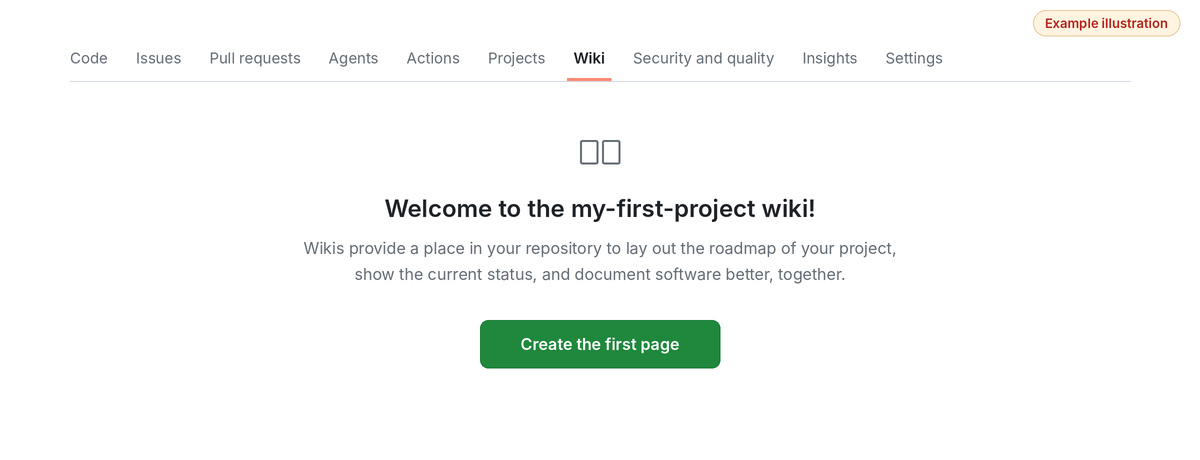 Example illustration
Code Issues Pull requests Agents Actions Projects Wiki Security and quality Insights Settings
Welcome to the my-first-project wiki!
Wikis provide a place in your repository to lay out the roadmap of your project,
show the current status, and document software better, together.
Create the first page